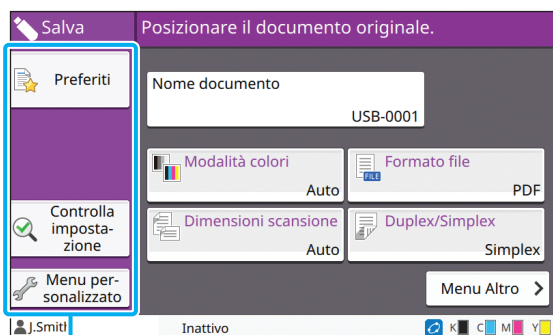 Salva
Posizionare il documento originale.
Preferiti
Nome documento
USB-0001
Modalità colori
Auto
Formato file
FILE
PDF
Controlla
imposta-
zione
Dimensioni scansione
Auto
Duplex/Simplex
Simplex
Menu per-
sonalizzato
Menu Altro
J.Smith
Inattivo
K C M Y